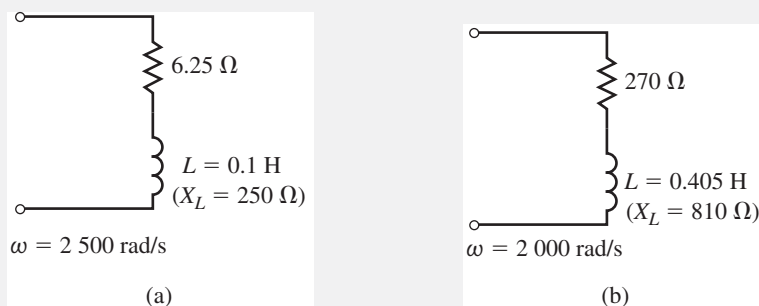 6.25 Ω
L = 0.1 H
(X_L = 250 Ω)
ω = 2 500 rad/s
(a)
270 Ω
L = 0.405 H
(X_L = 810 Ω)
ω = 2 000 rad/s
(b)